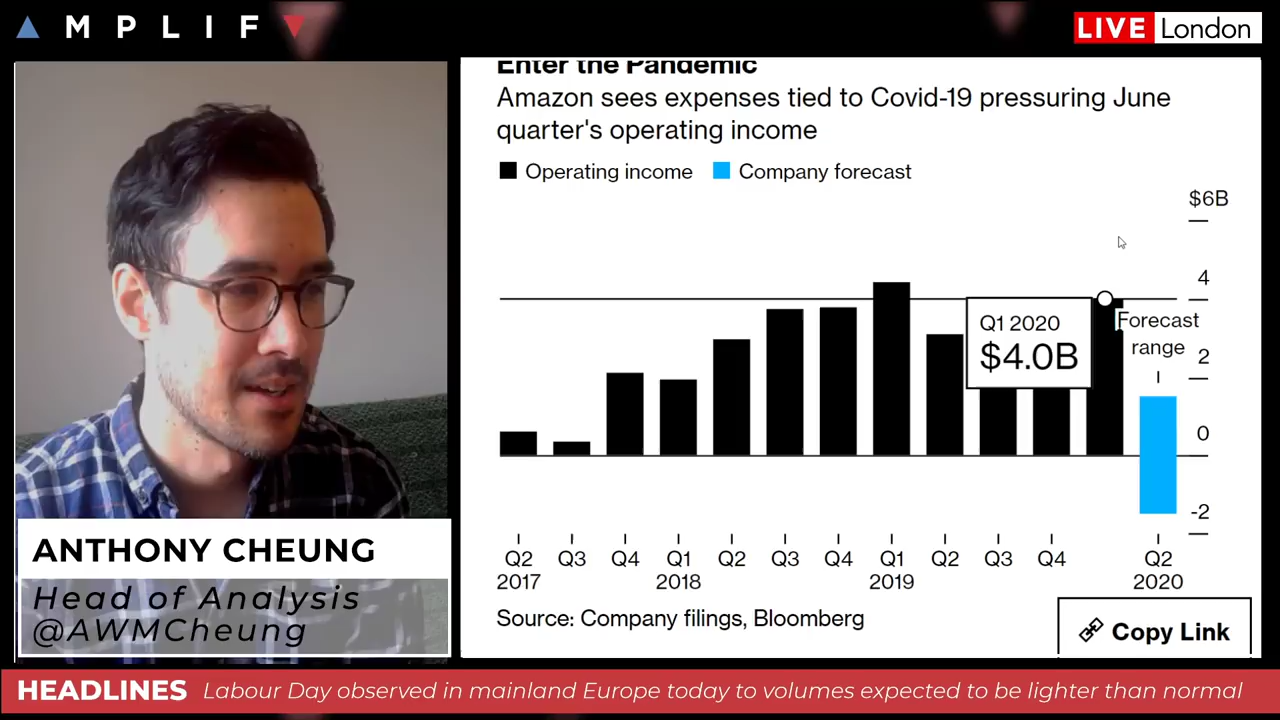 AMPLIFY
LIVE London
Enter the Pandemic
Amazon sees expenses tied to Covid-19 pressuring June
quarter's operating income
Operating income
Company forecast
$6B
4
Q1 2020
$4.0B
Forecast
range
2
0
-2
Q2 Q3 Q4 Q1 Q2 Q3 Q4 Q1 Q2 Q3 Q4 Q2
2017 2018 2019 2020
Source: Company filings, Bloomberg
Copy Link
ANTHONY CHEUNG
Head of Analysis
@AWMCheung
HEADLINES Labour Day observed in mainland Europe today to volumes expected to be lighter than normal